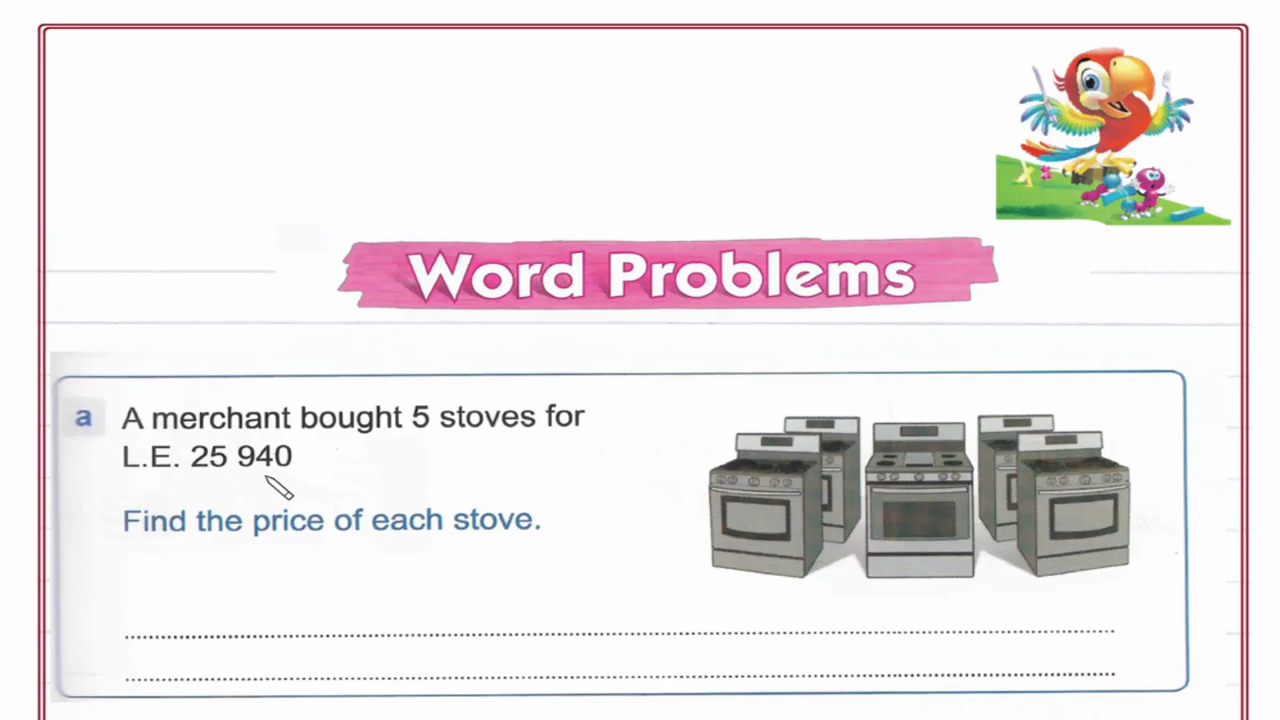 Word Problems
a A merchant bought 5 stoves for
L.E. 25 940
Find the price of each stove.